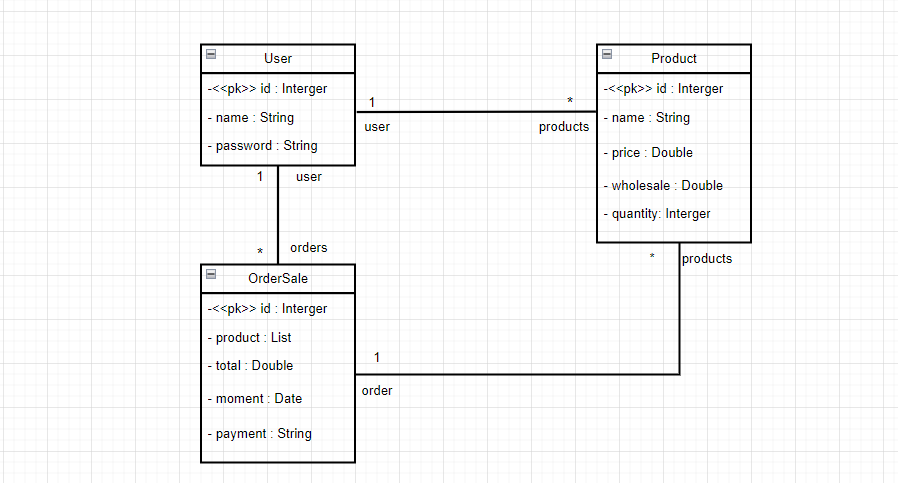 User
-<<pk>> id : Interger
- name : String
- password : String
Product
-<<pk>> id : Interger
- name : String
- price : Double
- wholesale : Double
- quantity: Interger
1
*
user
products
1
user
*
orders
OrderSale
-<<pk>> id : Interger
- product : List
- total : Double
- moment : Date
- payment : String
*
products
1
order